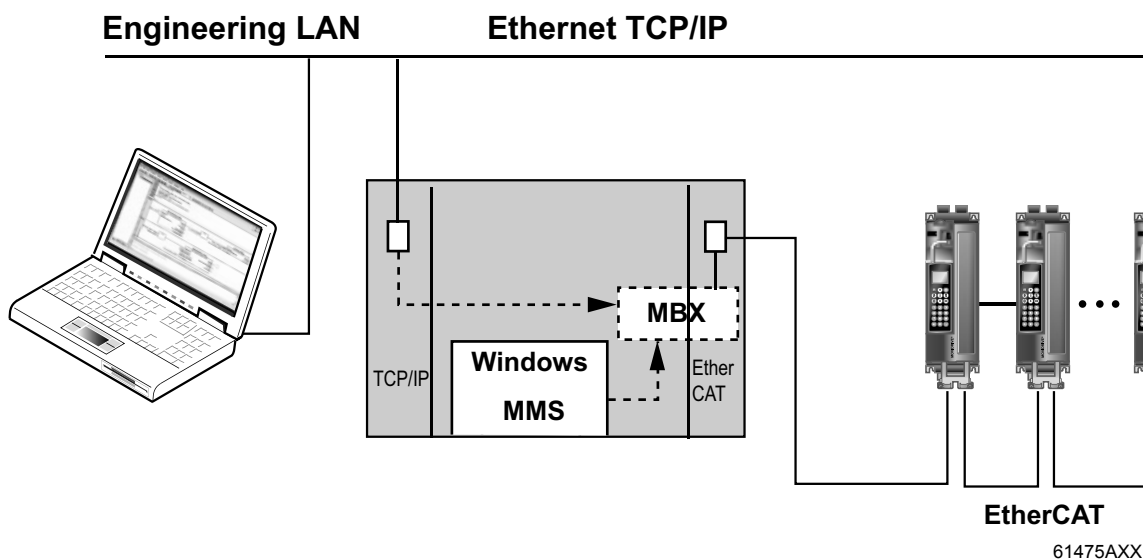 Engineering LAN
Ethernet TCP/IP
MBX
TCP/IP
Windows
MMS
Ether
CAT
EtherCAT
61475AXX